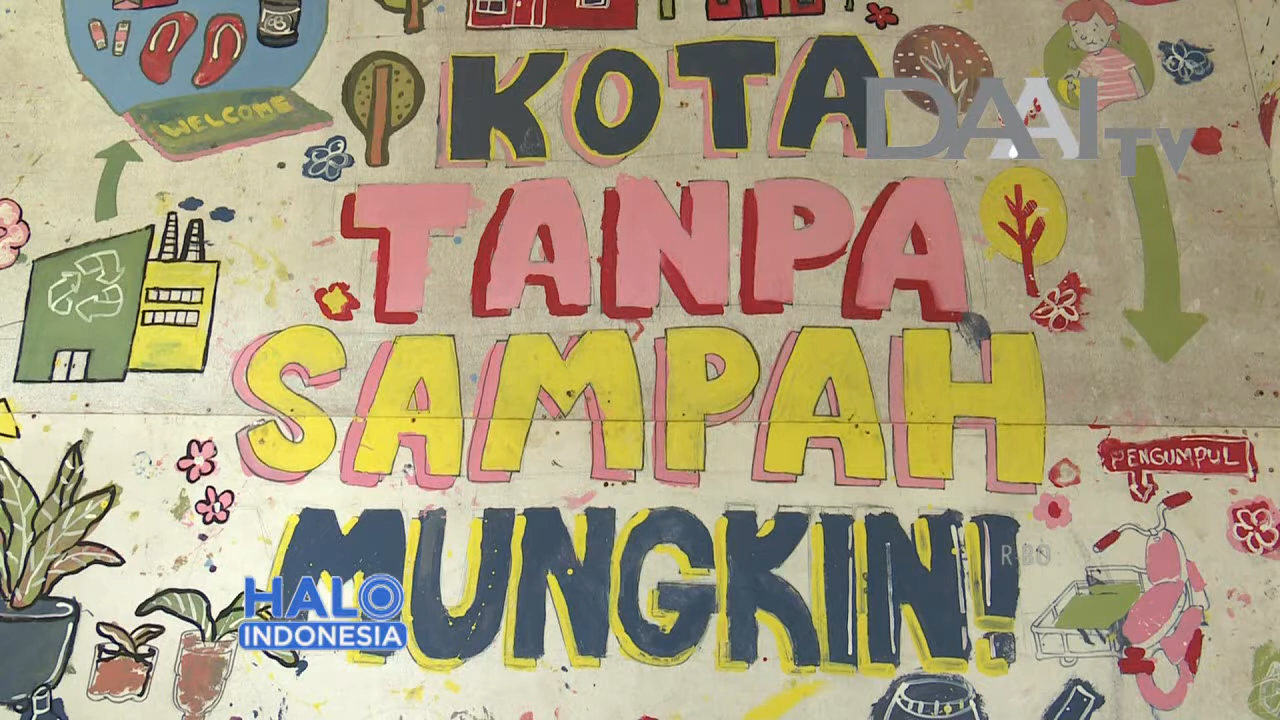 WELCOME
KOTA
DAAI TV
TANPA
SAMPAH
PENGUMPUL
MUNGKIN!
HALO
INDONESIA